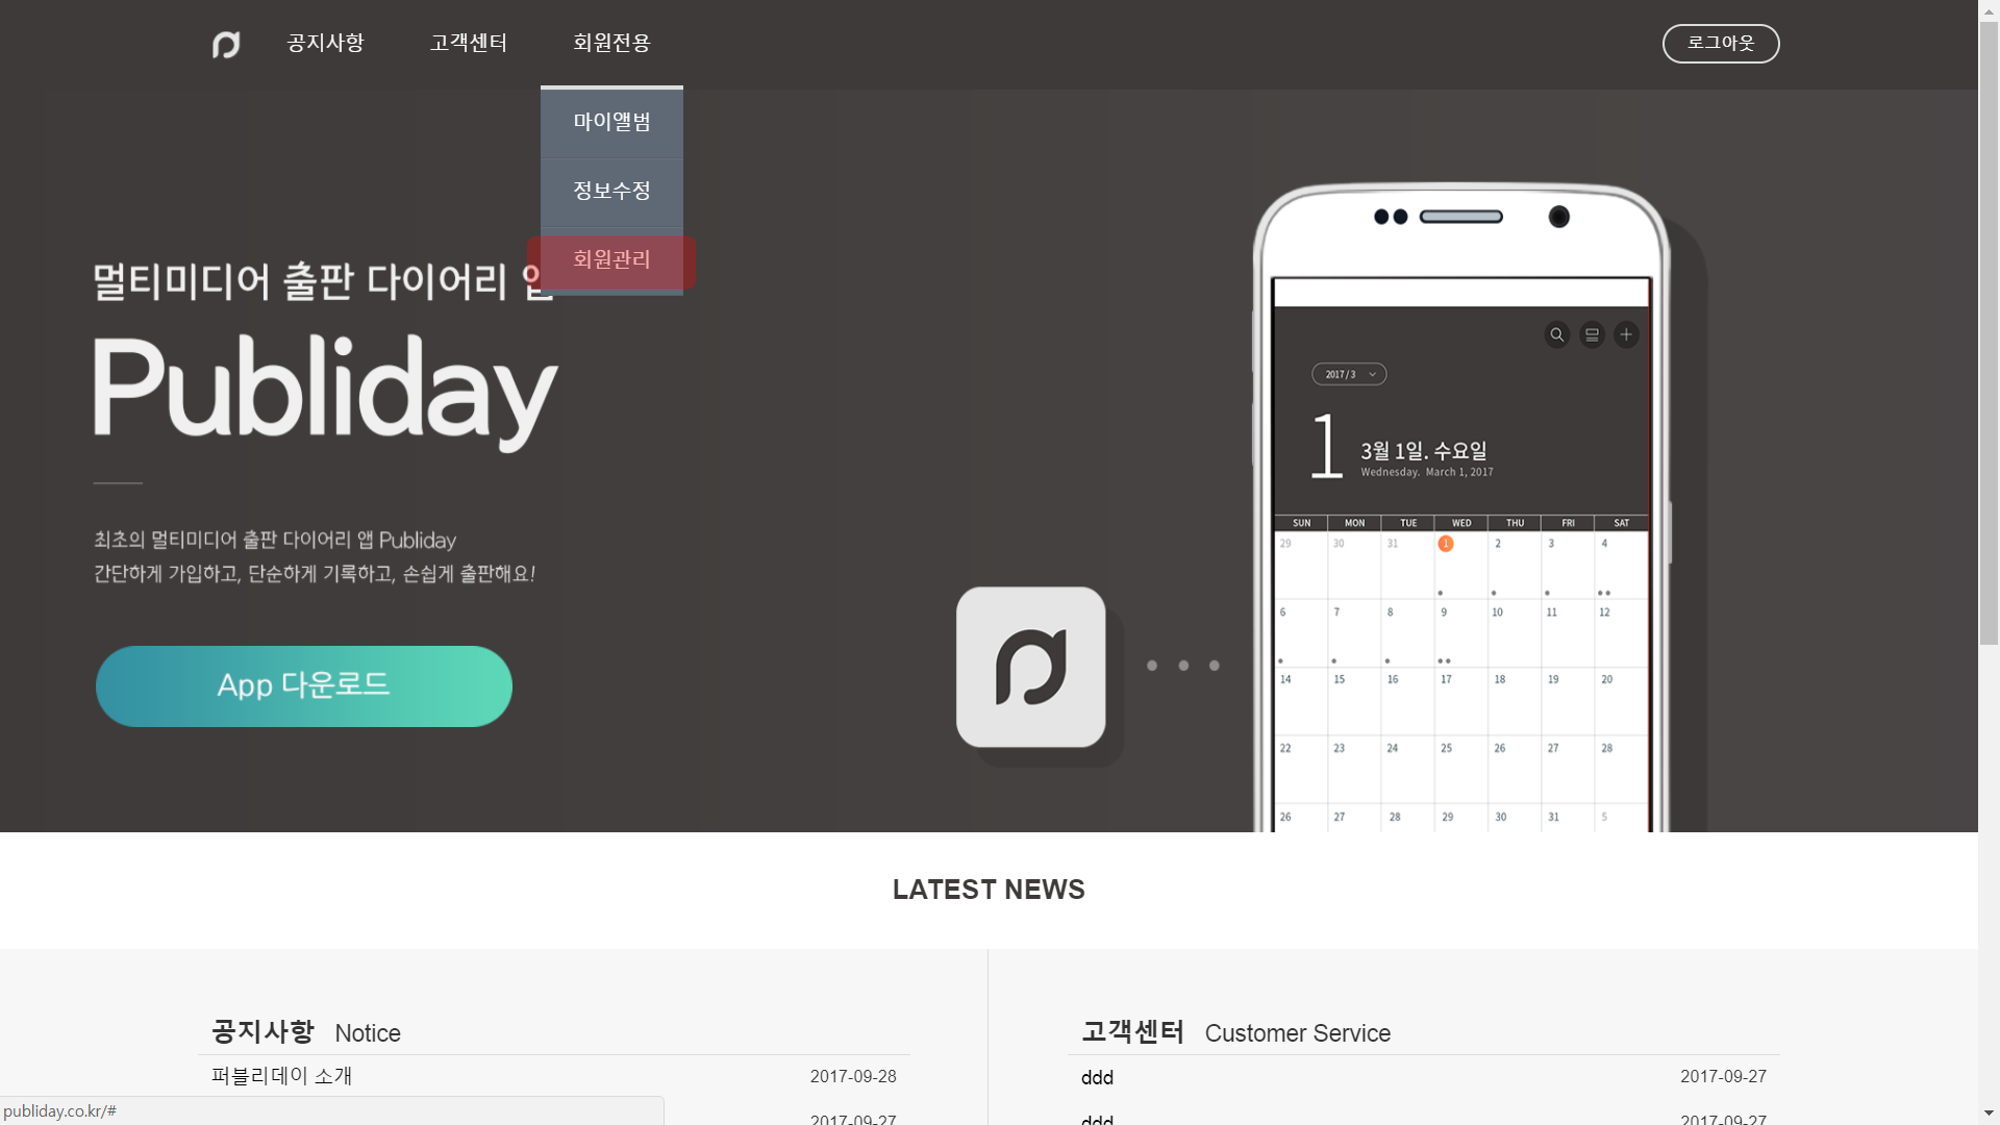 공지사항 고객센터 회원전용 로그아웃
마이앨범
정보수정
회원관리
멀티미디어 출판 다이어리 앱
Publiday
최초의 멀티미디어 출판 다이어리 앱 Publiday
간단하게 가입하고, 단순하게 기록하고, 손쉽게 출판해요!
App 다운로드
2017 / 3
1 3월 1일. 수요일
Wednesday. March 1, 2017
SUN MON TUE WED THU FRI SAT
29 30 31 1 2 3 4
6 7 8 9 10 11 12
14 15 16 17 18 19 20
22 23 24 25 26 27 28
26 27 28 29 30 31 5
LATEST NEWS
공지사항 Notice
퍼블리데이 소개 2017-09-28
2017-09-27
고객센터 Customer Service
ddd 2017-09-27
ddd 2017-09-27
publiday.co.kr/#